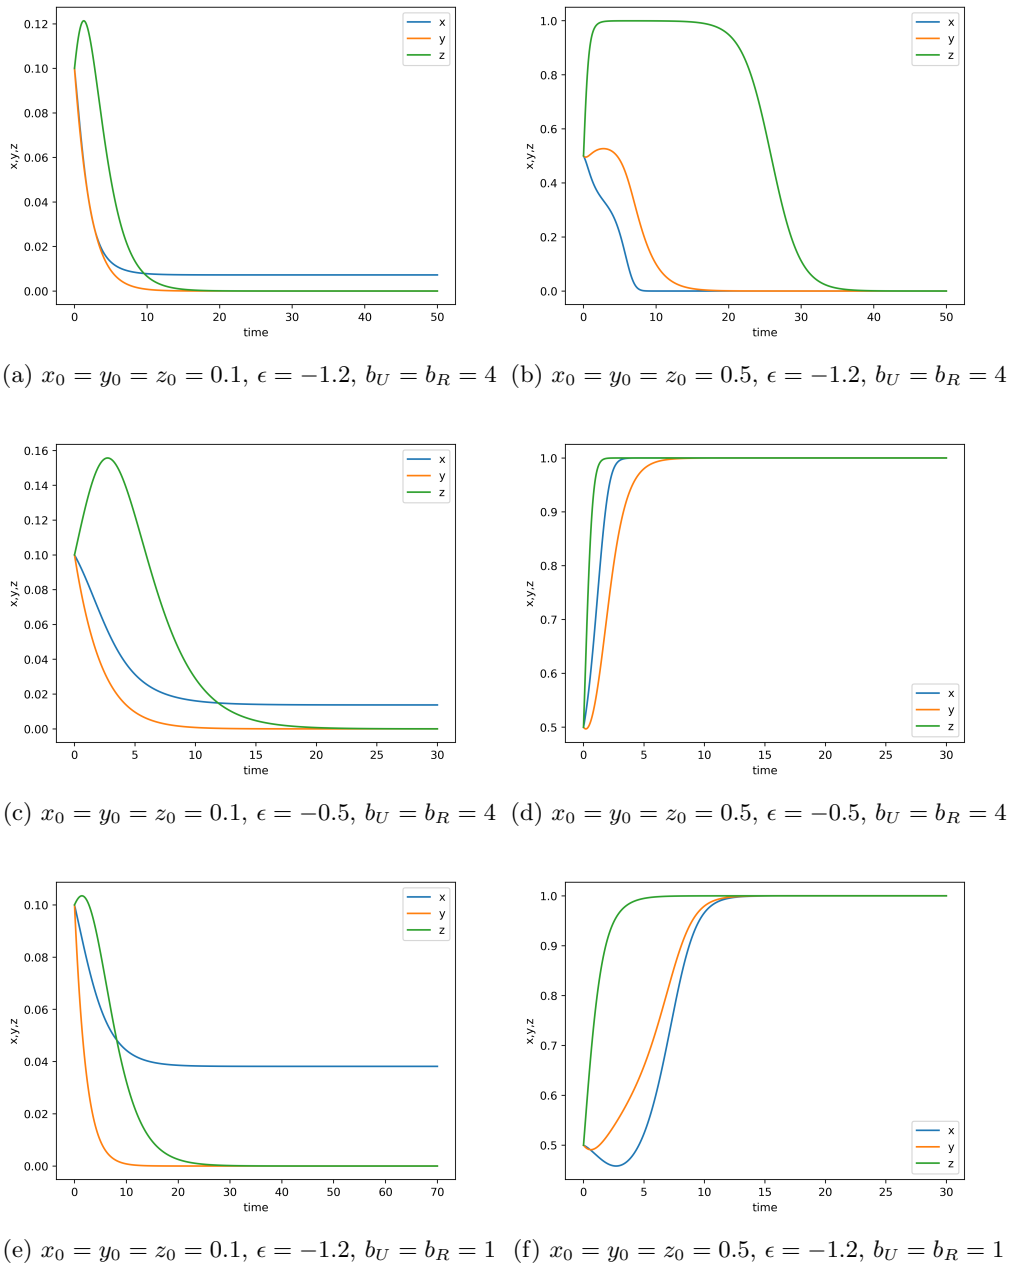 0.12
0.10
0.08
0.06
0.04
0.02
0.00
x,y,z
x
y
z
0 10 20 30 40 50
time
1.0
0.8
0.6
0.4
0.2
0.0
x,y,z
x
y
z
0 10 20 30 40 50
time
(a) x₀ = y₀ = z₀ = 0.1, ϵ = −1.2, b_U = b_R = 4
(b) x₀ = y₀ = z₀ = 0.5, ϵ = −1.2, b_U = b_R = 4
0.16
0.14
0.12
0.10
0.08
0.06
0.04
0.02
0.00
x,y,z
x
y
z
0 5 10 15 20 25 30
time
1.0
0.9
0.8
0.7
0.6
0.5
x,y,z
x
y
z
0 5 10 15 20 25 30
time
(c) x₀ = y₀ = z₀ = 0.1, ϵ = −0.5, b_U = b_R = 4
(d) x₀ = y₀ = z₀ = 0.5, ϵ = −0.5, b_U = b_R = 4
0.10
0.08
0.06
0.04
0.02
0.00
x,y,z
x
y
z
0 10 20 30 40 50 60 70
time
1.0
0.9
0.8
0.7
0.6
0.5
x,y,z
x
y
z
0 5 10 15 20 25 30
time
(e) x₀ = y₀ = z₀ = 0.1, ϵ = −1.2, b_U = b_R = 1
(f) x₀ = y₀ = z₀ = 0.5, ϵ = −1.2, b_U = b_R = 1